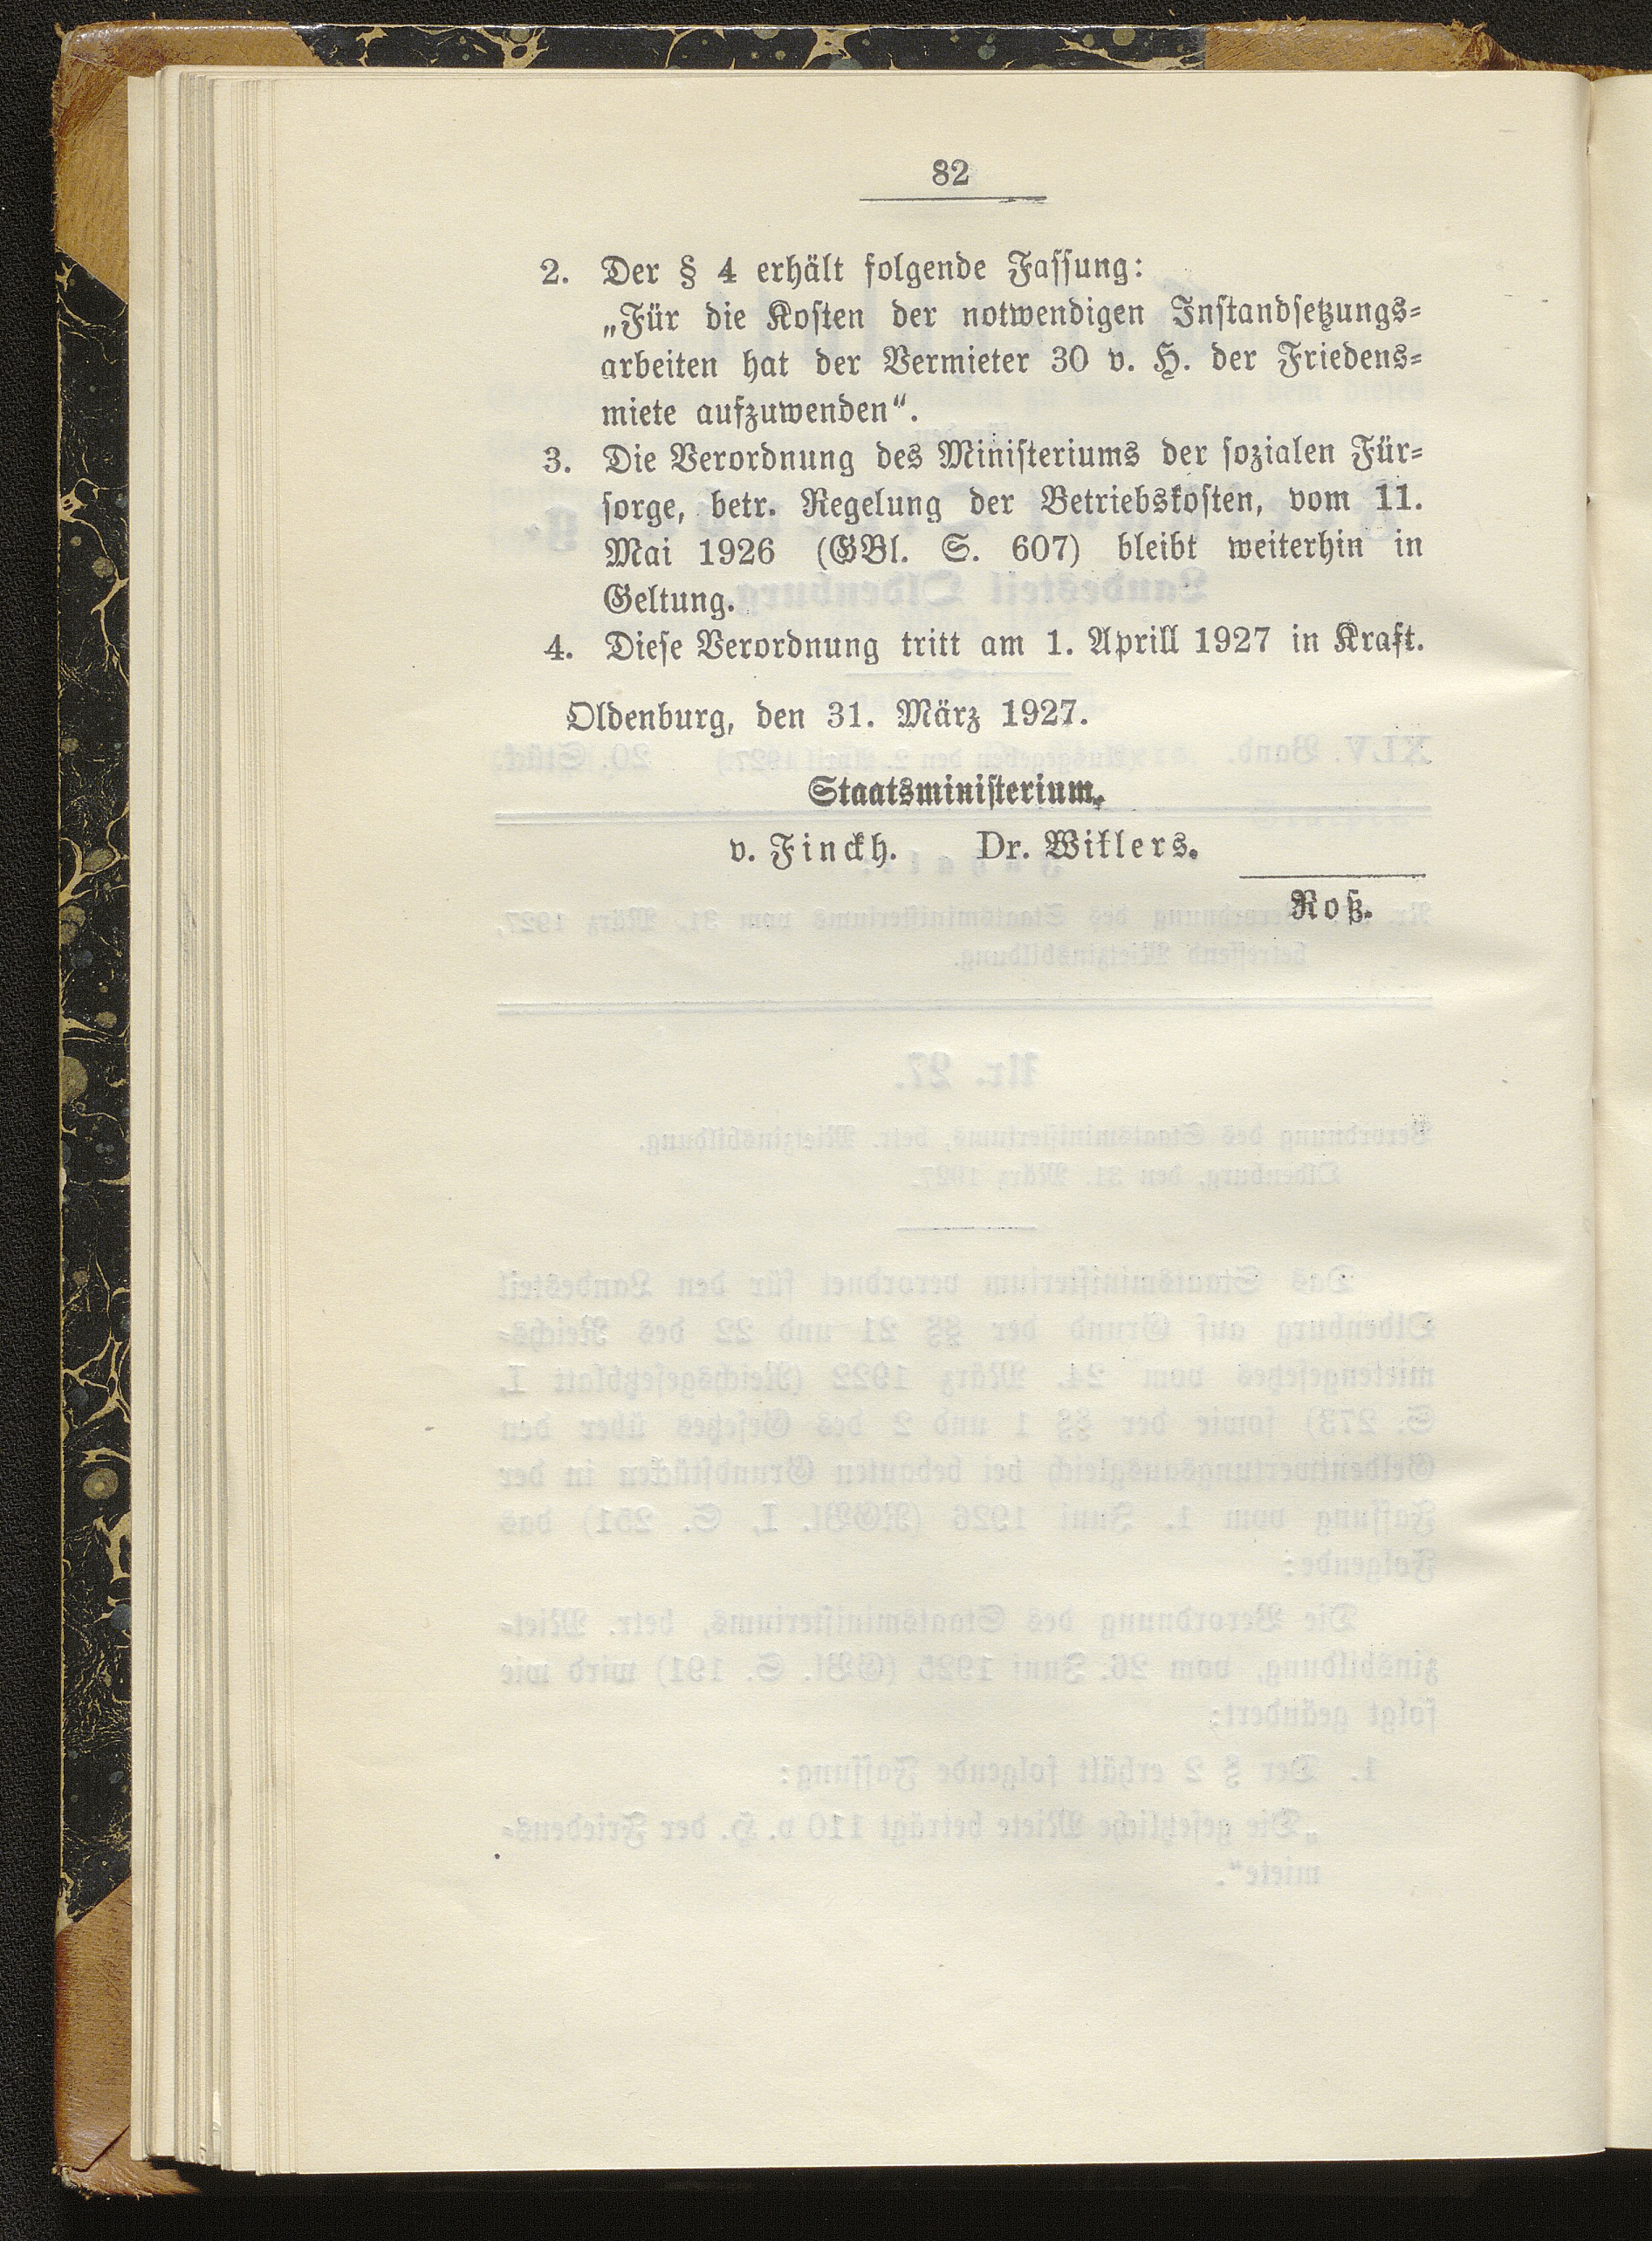 82
2. Der § 4 erhält folgende Fassung:
„Für die Kosten der notwendigen Instandsetzungs=
arbeiten hat der Vermieter 30 v. H. der Friedens=
miete aufzuwenden“.
3. Die Verordnung des Ministeriums der sozialen Für=
sorge, betr. Regelung der Betriebskosten, vom 11.
Mai 1926 (GBl. S. 607) bleibt weiterhin in
Geltung.
4. Diese Verordnung tritt am 1. Aprill 1927 in Kraft.
Oldenburg, den 31. März 1927.
Staatsministerium.
v. Finckh. Dr. Willers.
Roß.